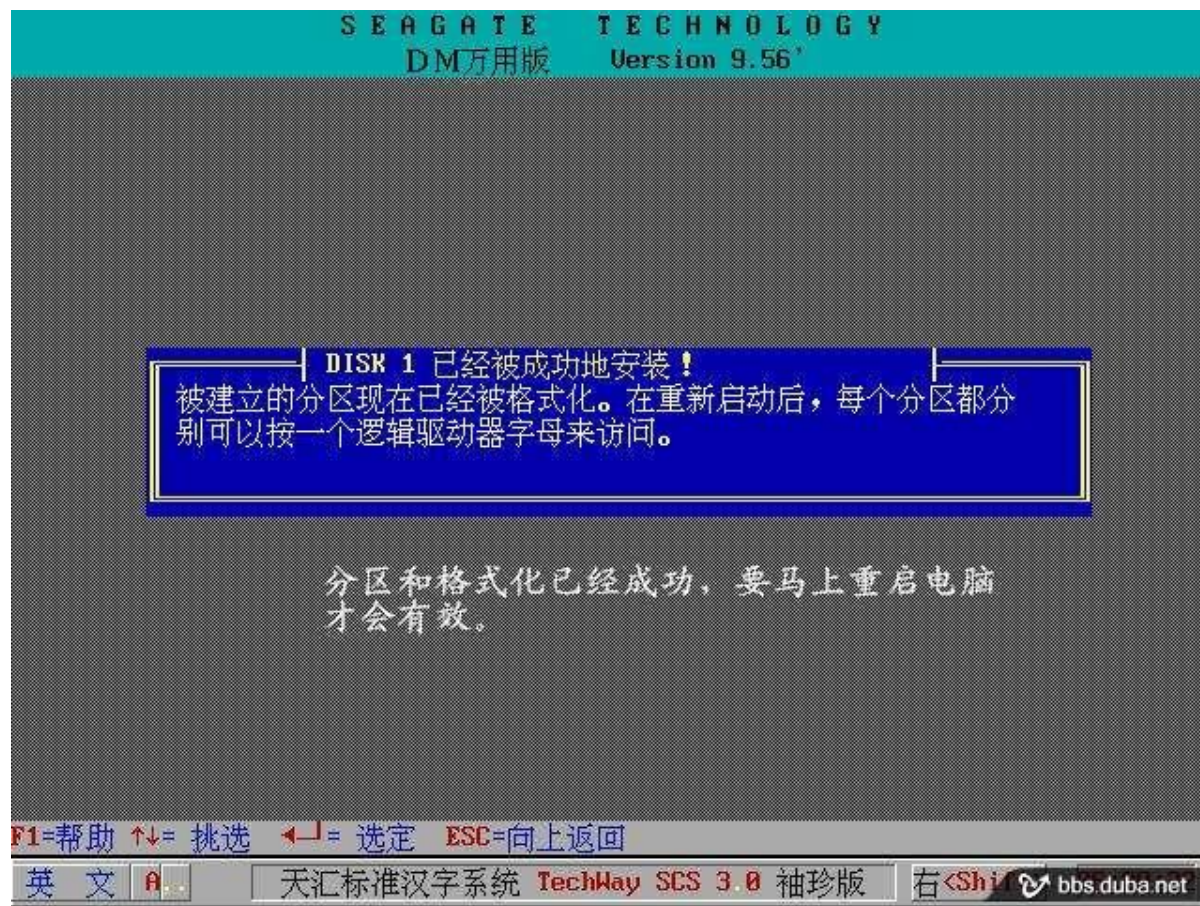 SEAGATE TECHNOLOGY
DM万用版 Version 9.56'
DISK 1 已经被成功地安装！
被建立的分区现在已经被格式化。在重新启动后，每个分区都分
别可以按一个逻辑驱动器字母来访问。
分区和格式化已经成功，要马上重启电脑
才会有效。
F1=帮助 ↑↓= 挑选 ◄─┘= 选定 ESC=向上返回
英 文 A.. 天汇标准汉字系统 TechWay SCS 3.0 袖珍版 右<Shi
bbs.duba.net